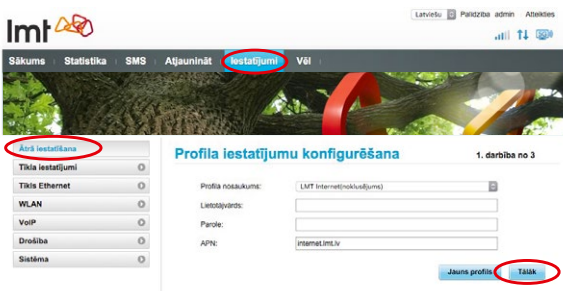 Latviešu Palīdzība admin Atteikties
lmt
Sākums Statistika SMS Atjaunināt Iestatījumi Vēl
Ātrā iestatīšana
Profila iestatījumu konfigurēšana 1. darbība no 3
Tīkla iestatījumi
Tīkls Ethernet
Profila nosaukums: LMT Internet(noklusējums)
WLAN
Lietotājvārds:
VoIP
Parole:
Drošība
APN: internet.lmt.lv
Sistēma
Jauns profils Tālāk